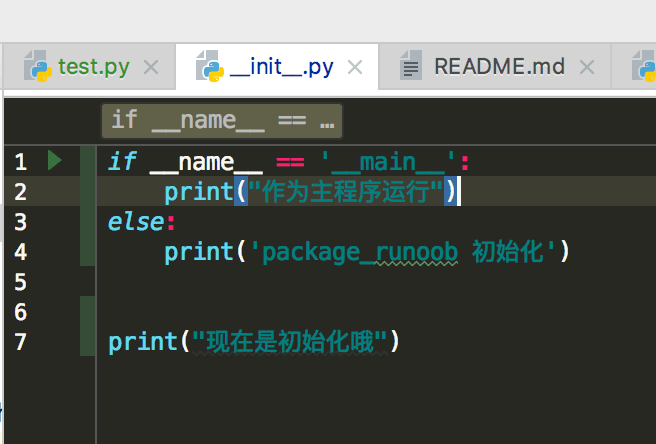 test.py
__init__.py
README.md
if __name__ == …
1 if __name__ == '__main__':
2     print("作为主程序运行")
3 else:
4     print('package_runoob 初始化')
5
6
7 print("现在是初始化哦")